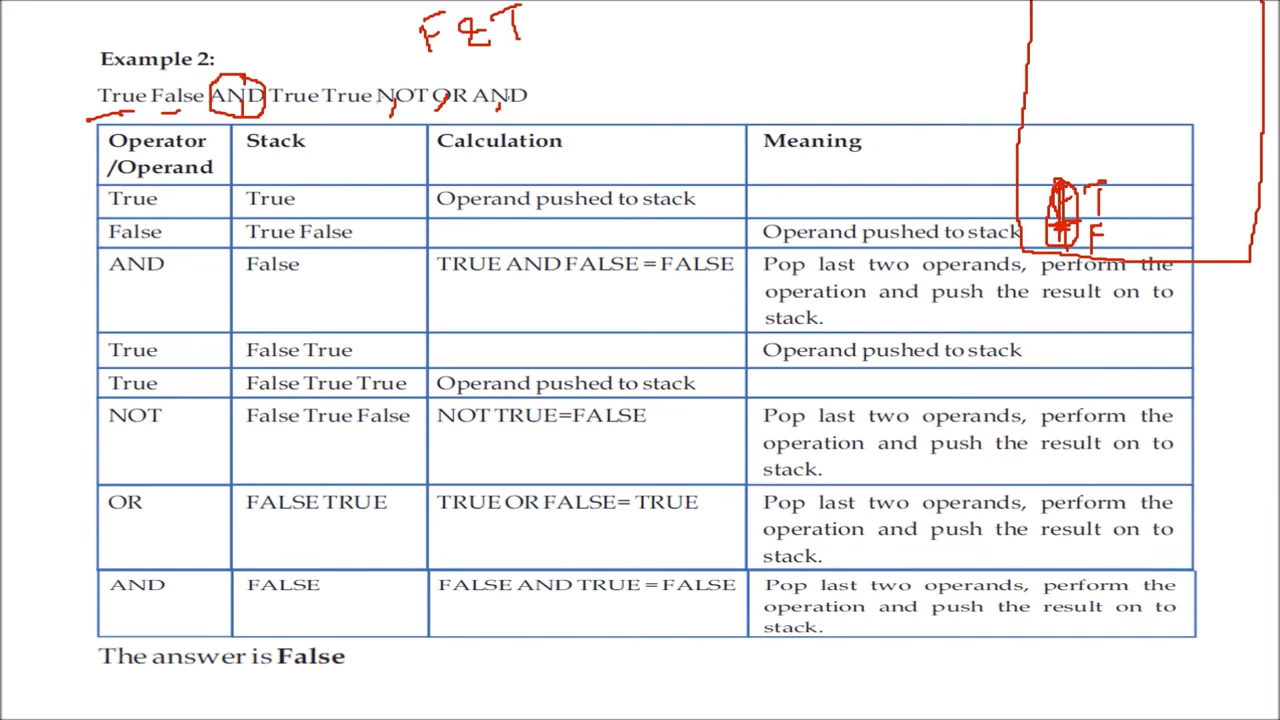 F & T
Example 2:
True False AND True True NOT OR AND
Operator /Operand Stack Calculation Meaning
True True Operand pushed to stack
T
False True False Operand pushed to stack
F
AND False TRUE AND FALSE = FALSE Pop last two operands, perform the
operation and push the result on to
stack.
True False True Operand pushed to stack
True False True True Operand pushed to stack
NOT False True False NOT TRUE=FALSE Pop last two operands, perform the
operation and push the result on to
stack.
OR FALSE TRUE TRUE OR FALSE= TRUE Pop last two operands, perform the
operation and push the result on to
stack.
AND FALSE FALSE AND TRUE = FALSE Pop last two operands, perform the
operation and push the result on to
stack.
The answer is False